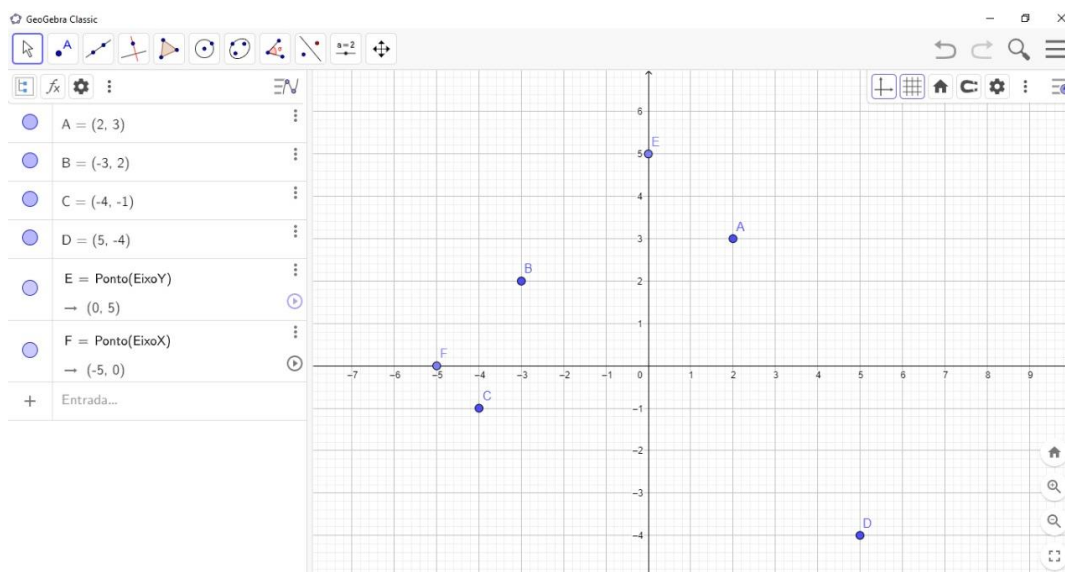 GeoGebra Classic
A
a=2
A = (2, 3)
B = (-3, 2)
C = (-4, -1)
D = (5, -4)
E = Ponto(EixoY)
→ (0, 5)
F = Ponto(EixoX)
→ (-5, 0)
+ Entrada...
6
5 E
4
A
3
B
2
1
F
−7 −6 −5 −4 −3 −2 −1 0 1 2 3 4 5 6 7 8 9
C
−1
−2
−3
D
−4